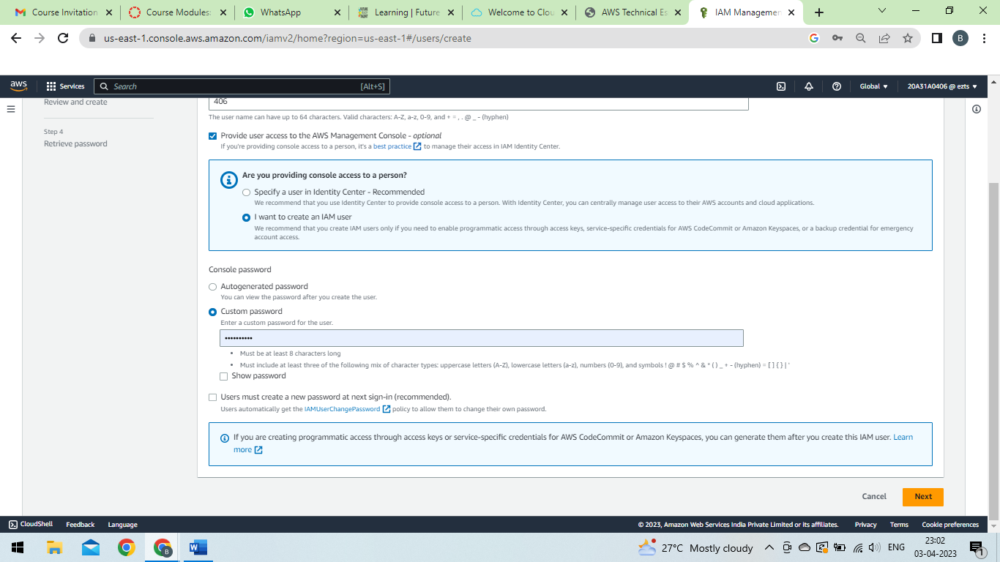 Course Invitation
Course Modules:
WhatsApp
Learning | Future
Welcome to Clou
AWS Technical Es
IAM Managemen
us-east-1.console.aws.amazon.com/iamv2/home?region=us-east-1#/users/create
B
aws
Services
Search
[Alt+S]
Global
20A31A0406 @ ezts
Review and create
Step 4
Retrieve password
406
The user name can have up to 64 characters. Valid characters: A-Z, a-z, 0-9, and + = , . @ _ - (hyphen)
Provide user access to the AWS Management Console - optional
If you're providing console access to a person, it's a best practice to manage their access in IAM Identity Center.
Are you providing console access to a person?
Specify a user in Identity Center - Recommended
We recommend that you use Identity Center to provide console access to a person. With Identity Center, you can centrally manage user access to their AWS accounts and cloud applications.
I want to create an IAM user
We recommend that you create IAM users only if you need to enable programmatic access through access keys, service-specific credentials for AWS CodeCommit or Amazon Keyspaces, or a backup credential for emergency
account access.
Console password
Autogenerated password
You can view the password after you create the user.
Custom password
Enter a custom password for the user.
••••••••••
• Must be at least 8 characters long
• Must include at least three of the following mix of character types: uppercase letters (A-Z), lowercase letters (a-z), numbers (0-9), and symbols ! @ # $ % ^ & * ( ) _ + - (hyphen) = [ ] { } | '
Show password
Users must create a new password at next sign-in (recommended).
Users automatically get the IAMUserChangePassword policy to allow them to change their own password.
If you are creating programmatic access through access keys or service-specific credentials for AWS CodeCommit or Amazon Keyspaces, you can generate them after you create this IAM user. Learn
more
Cancel
Next
CloudShell
Feedback
Language
© 2023, Amazon Web Services India Private Limited or its affiliates.
Privacy
Terms
Cookie preferences
B
W
27°C Mostly cloudy
ENG
23:02
03-04-2023
1